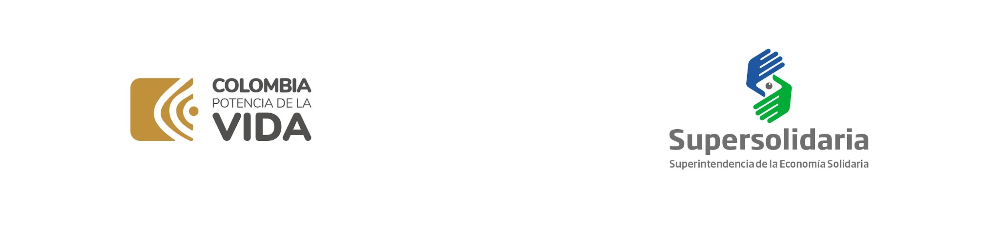 COLOMBIA
POTENCIA DE LA
VIDA
Supersolidaria
Superintendencia de la Economía Solidaria